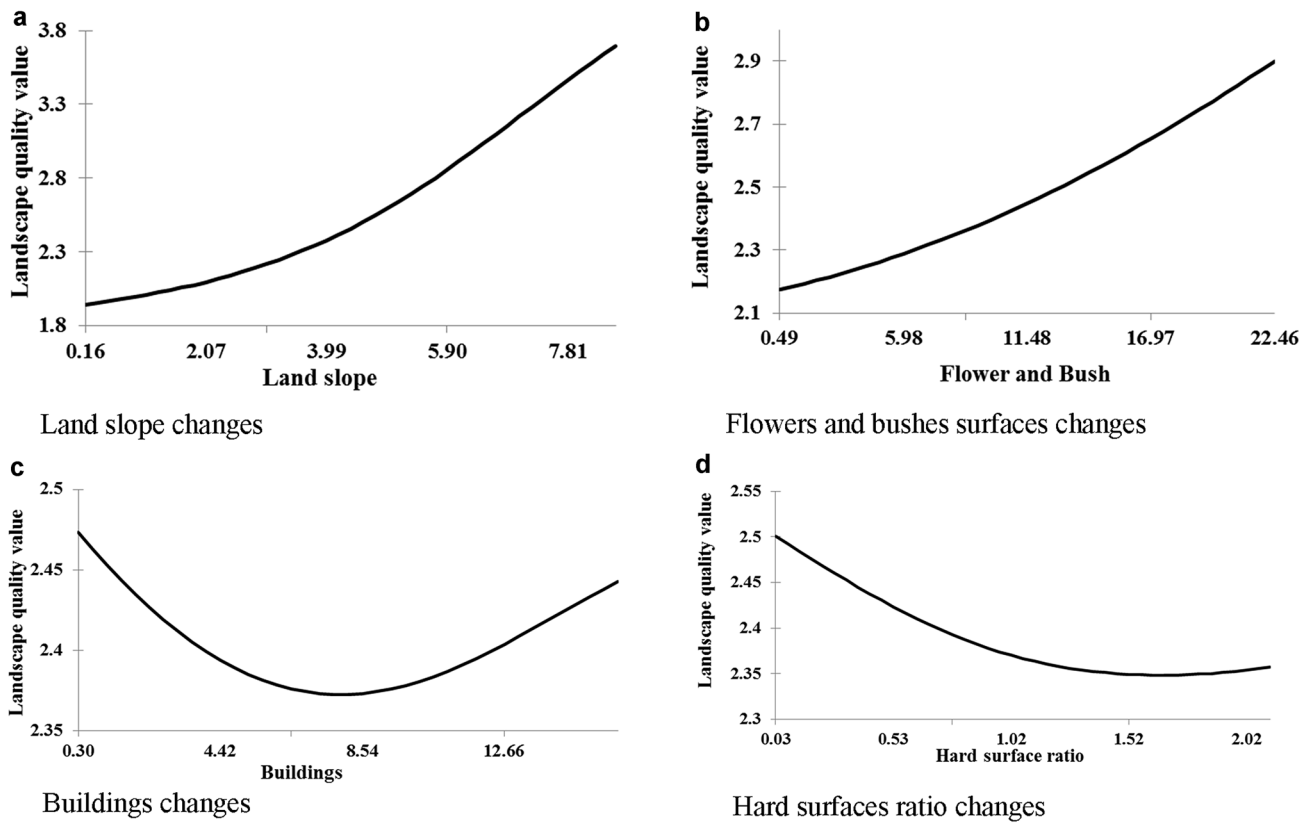 a
Landscape quality value
3.8
3.3
2.8
2.3
1.8
0.16 2.07 3.99 5.90 7.81
Land slope
Land slope changes
b
Landscape quality value
2.9
2.7
2.5
2.3
2.1
0.49 5.98 11.48 16.97 22.46
Flower and Bush
Flowers and bushes surfaces changes
c
Landscape quality value
2.5
2.45
2.4
2.35
0.30 4.42 8.54 12.66
Buildings
Buildings changes
d
Landscape quality value
2.55
2.5
2.45
2.4
2.35
2.3
0.03 0.53 1.02 1.52 2.02
Hard surface ratio
Hard surfaces ratio changes